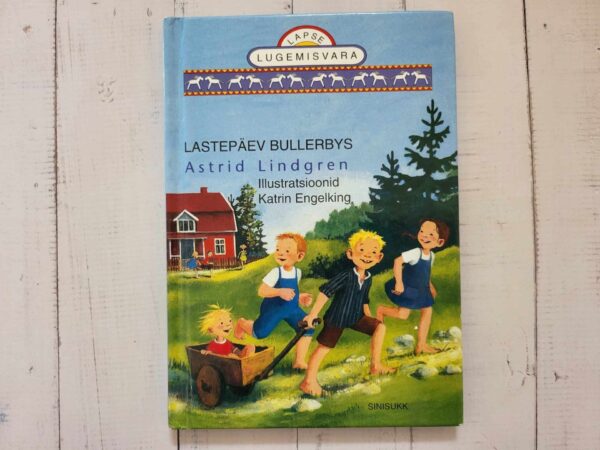 LAPSE
LUGEMISVARA
LASTEPÄEV BULLERBYS
Astrid Lindgren
Illustratsioonid
Katrin Engelking
SINISUKK